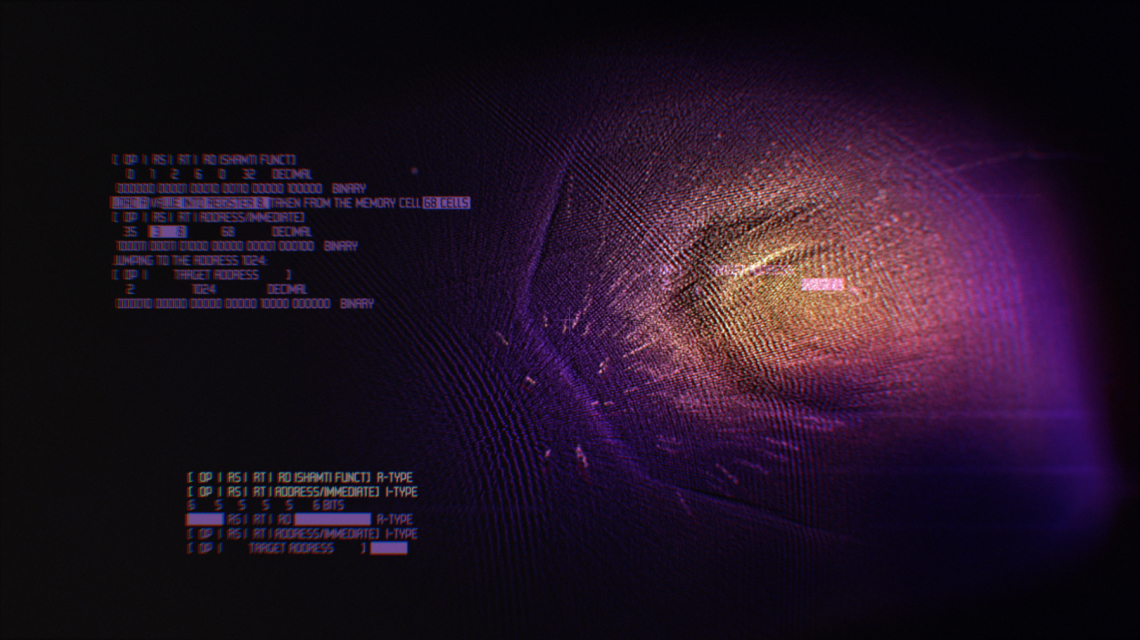 [ OP | RS | RT | RD |SHAMT| FUNCT]
0 1 2 6 0 32 DECIMAL
000000 00001 00010 00110 00000 100000 BINARY
LOAD A VALUE INTO REGISTER 8, TAKEN FROM THE MEMORY CELL 68 CELLS
[ OP | RS | RT | ADDRESS/IMMEDIATE]
35 3 8 68 DECIMAL
100011 00011 01000 00000 00001 000100 BINARY
JUMPING TO THE ADDRESS 1024:
[ OP | TARGET ADDRESS ]
2 1024 DECIMAL
000010 00000 00000 00000 10000 000000 BINARY
[ OP | RS | RT | RD |SHAMT| FUNCT] R-TYPE
[ OP | RS | RT | ADDRESS/IMMEDIATE] I-TYPE
6 5 5 5 5 6 BITS
RS | RT | RD R-TYPE
[ OP | RS | RT | ADDRESS/IMMEDIATE] I-TYPE
[ OP | TARGET ADDRESS ]